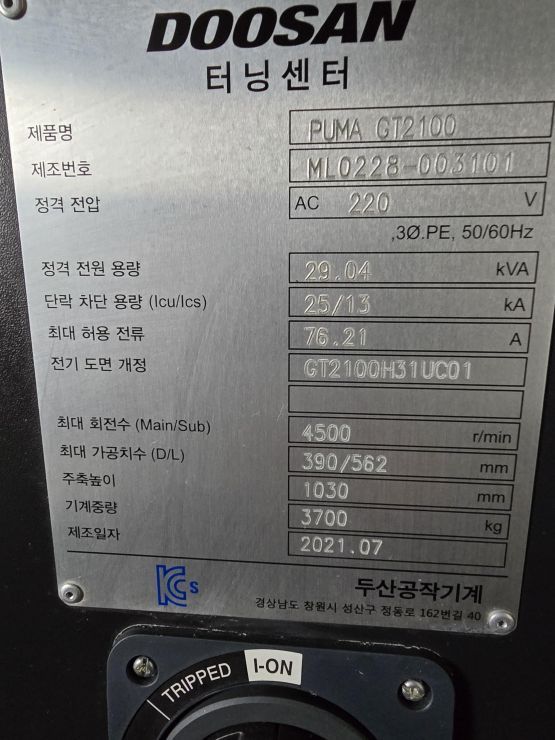 DOOSAN
터닝센터
제품명 PUMA GT2100
제조번호 ML0228-003101
정격 전압 AC 220 V
,3Ø.PE, 50/60Hz
정격 전원 용량 29.04 kVA
단락 차단 용량 (Icu/Ics) 25/13 kA
최대 허용 전류 76.21 A
전기 도면 개정 GT2100H31UC01
최대 회전수 (Main/Sub) 4500 r/min
최대 가공치수 (D/L) 390/562 mm
주축높이 1030 mm
기계중량 3700 kg
제조일자 2021.07
KCs 두산공작기계
경상남도 창원시 성산구 정동로 162번길 40
TRIPPED I-ON